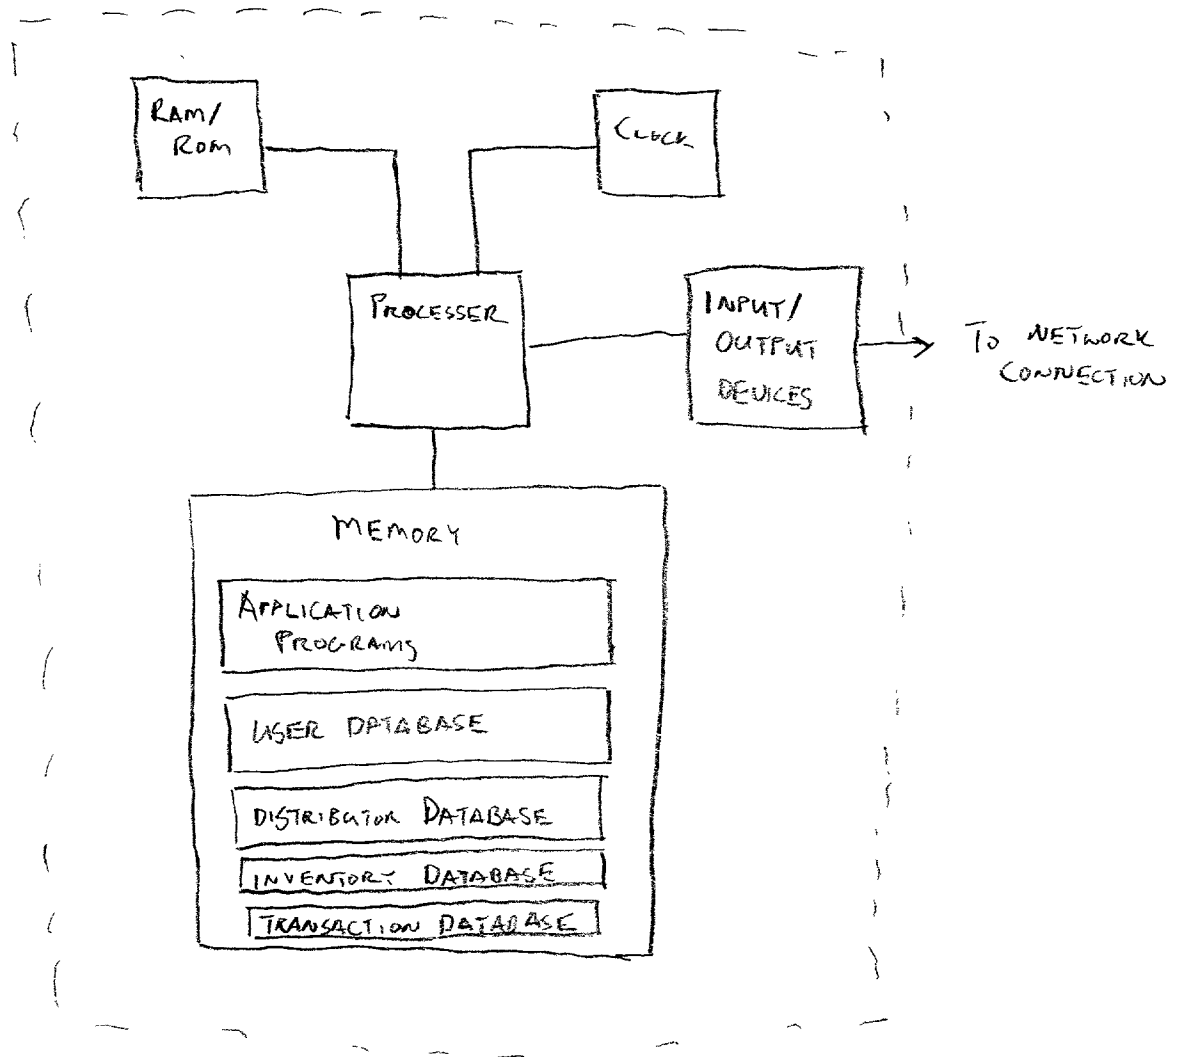 RAM/
ROM
CLOCK
PROCESSER
INPUT/
OUTPUT
DEVICES
TO NETWORK
CONNECTION
MEMORY
APPLICATION
PROGRAMS
USER DATABASE
DISTRIBUTOR DATABASE
INVENTORY DATABASE
TRANSACTION DATABASE